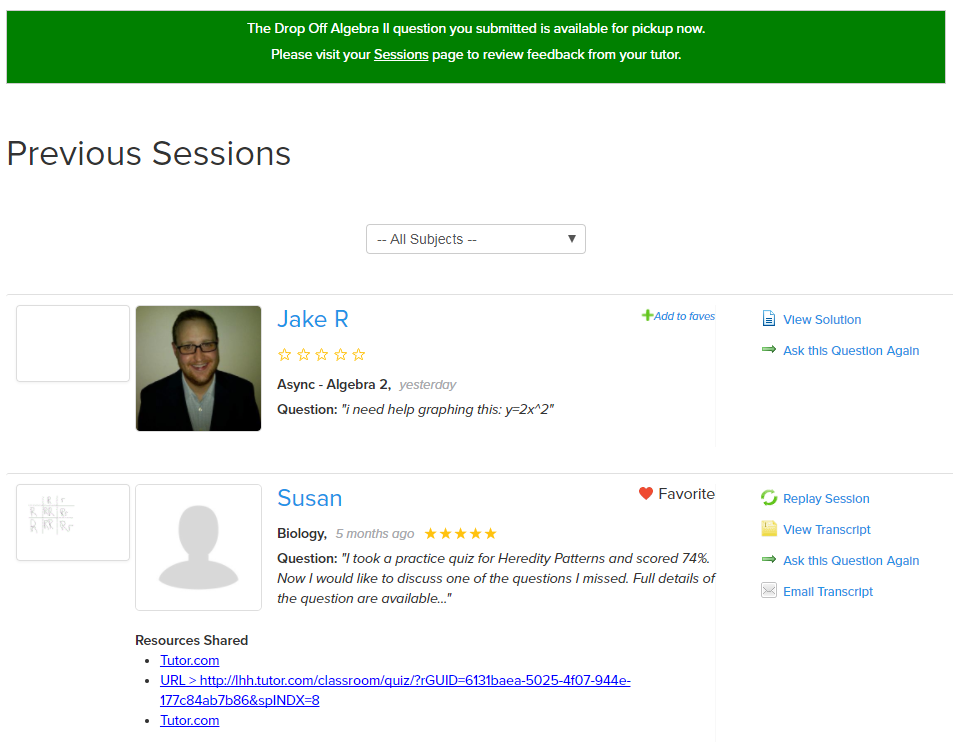 The Drop Off Algebra II question you submitted is available for pickup now.
Please visit your Sessions page to review feedback from your tutor.
Previous Sessions
-- All Subjects --
Jake R
Add to faves
Async - Algebra 2, yesterday
Question: "i need help graphing this: y=2x^2"
View Solution
Ask this Question Again
Susan
Favorite
Biology, 5 months ago
Question: "I took a practice quiz for Heredity Patterns and scored 74%.
Now I would like to discuss one of the questions I missed. Full details of
the question are available..."
Replay Session
View Transcript
Ask this Question Again
Email Transcript
Resources Shared
Tutor.com
URL > http://lhh.tutor.com/classroom/quiz/?rGUID=6131baea-5025-4f07-944e-
177c84ab7b86&spINDX=8
Tutor.com